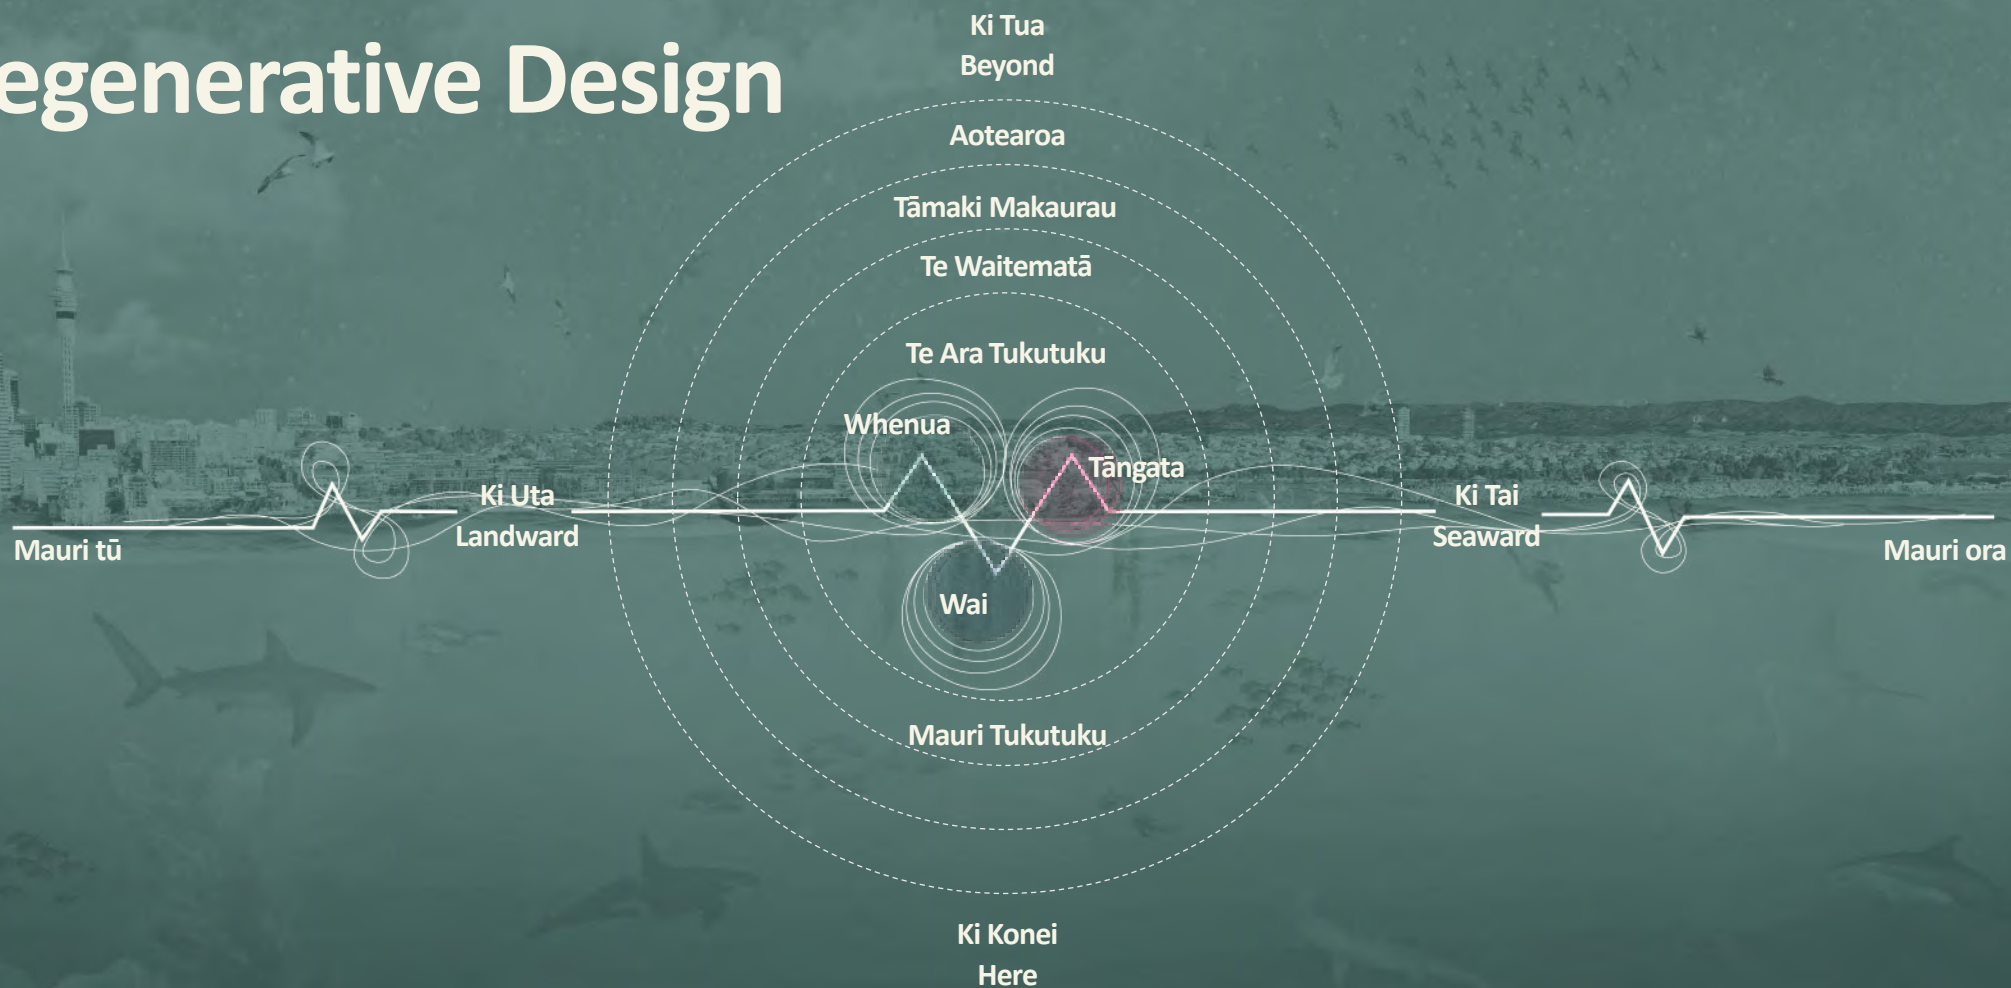 egenerative Design
Ki Tua
Beyond
Aotearoa
Tāmaki Makaurau
Te Waitematā
Te Ara Tukutuku
Whenua
Tāngata
Ki Uta
Landward
Ki Tai
Seaward
Mauri tū
Mauri ora
Wai
Mauri Tukutuku
Ki Konei
Here